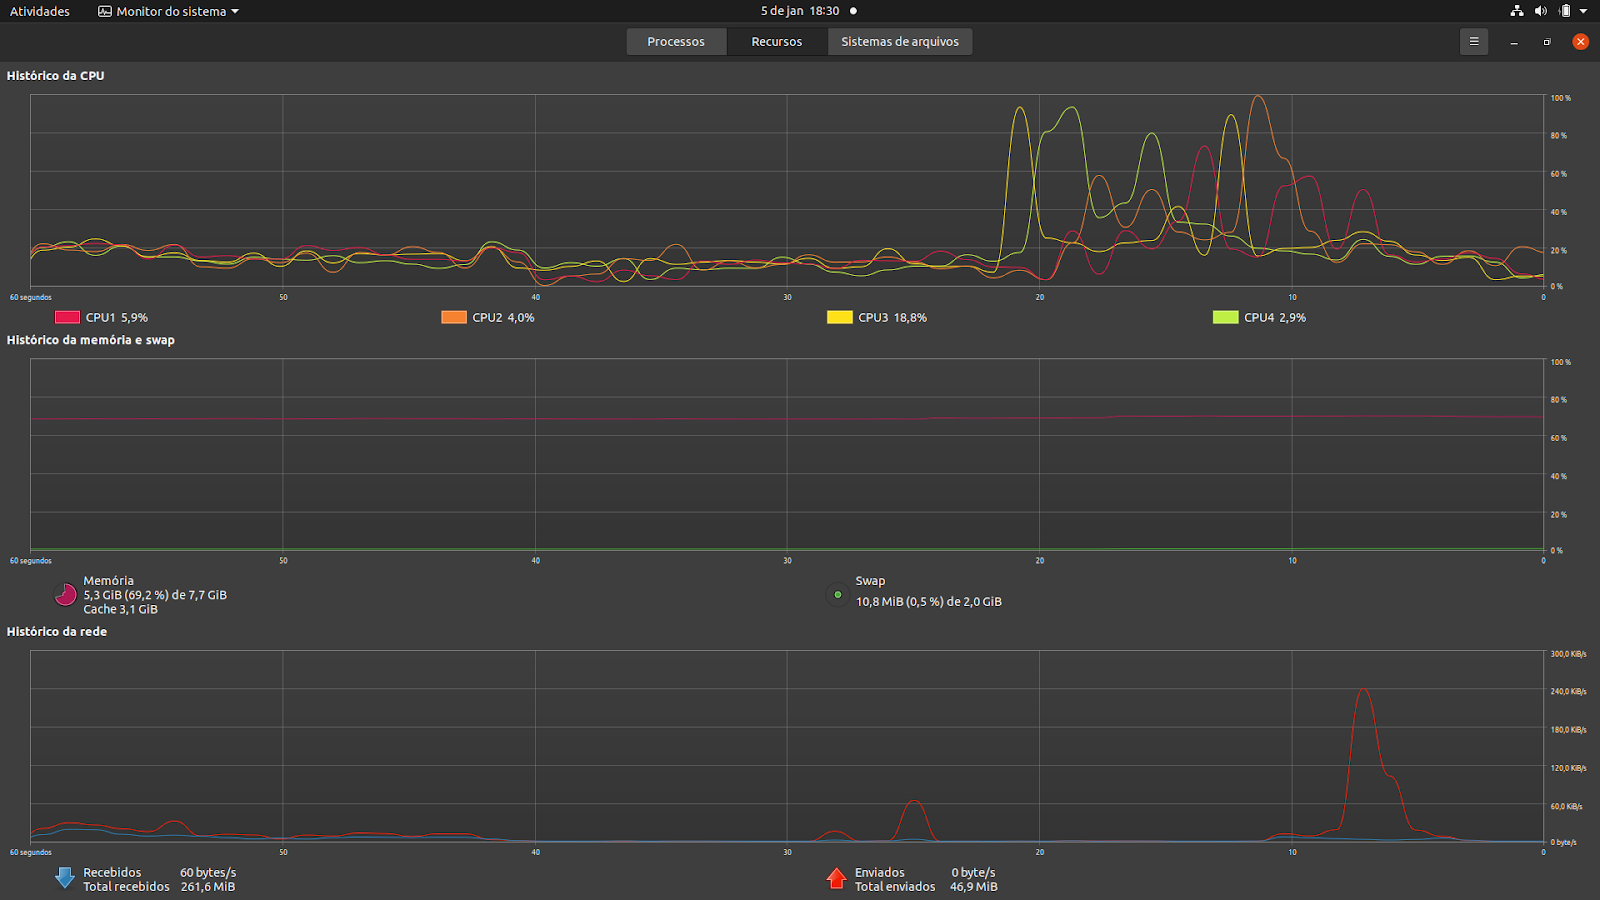 Atividades Monitor do sistema 5 de jan 18:30
Processos Recursos Sistemas de arquivos
Histórico da CPU
100 %
80 %
60 %
40 %
20 %
0 %
60 segundos 50 40 30 20 10 0
CPU1 5,9% CPU2 4,0% CPU3 18,8% CPU4 2,9%
Histórico da memória e swap
100 %
80 %
60 %
40 %
20 %
0 %
60 segundos 50 40 30 20 10 0
Memória
5,3 GiB (69,2 %) de 7,7 GiB
Cache 3,1 GiB
Swap
10,8 MiB (0,5 %) de 2,0 GiB
Histórico da rede
300,0 KiB/s
240,0 KiB/s
180,0 KiB/s
120,0 KiB/s
60,0 KiB/s
0 byte/s
60 segundos 50 40 30 20 10 0
Recebidos 60 bytes/s
Total recebidos 261,6 MiB
Enviados 0 byte/s
Total enviados 46,9 MiB